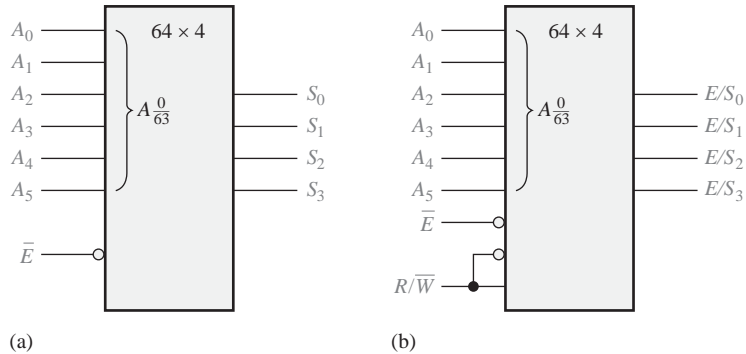 64 × 4
A₀
A₁
A₂
A₃
A₄
A₅
A 0/63
S₀
S₁
S₂
S₃
E̅
(a)
64 × 4
A₀
A₁
A₂
A₃
A₄
A₅
A 0/63
E/S₀
E/S₁
E/S₂
E/S₃
E̅
R/W̅
(b)